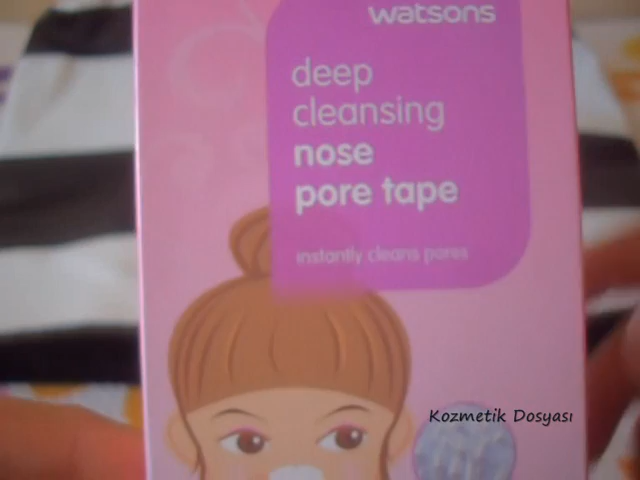 watsons
deep
cleansing
nose
pore tape
instantly cleans pores
Kozmetik Dosyası